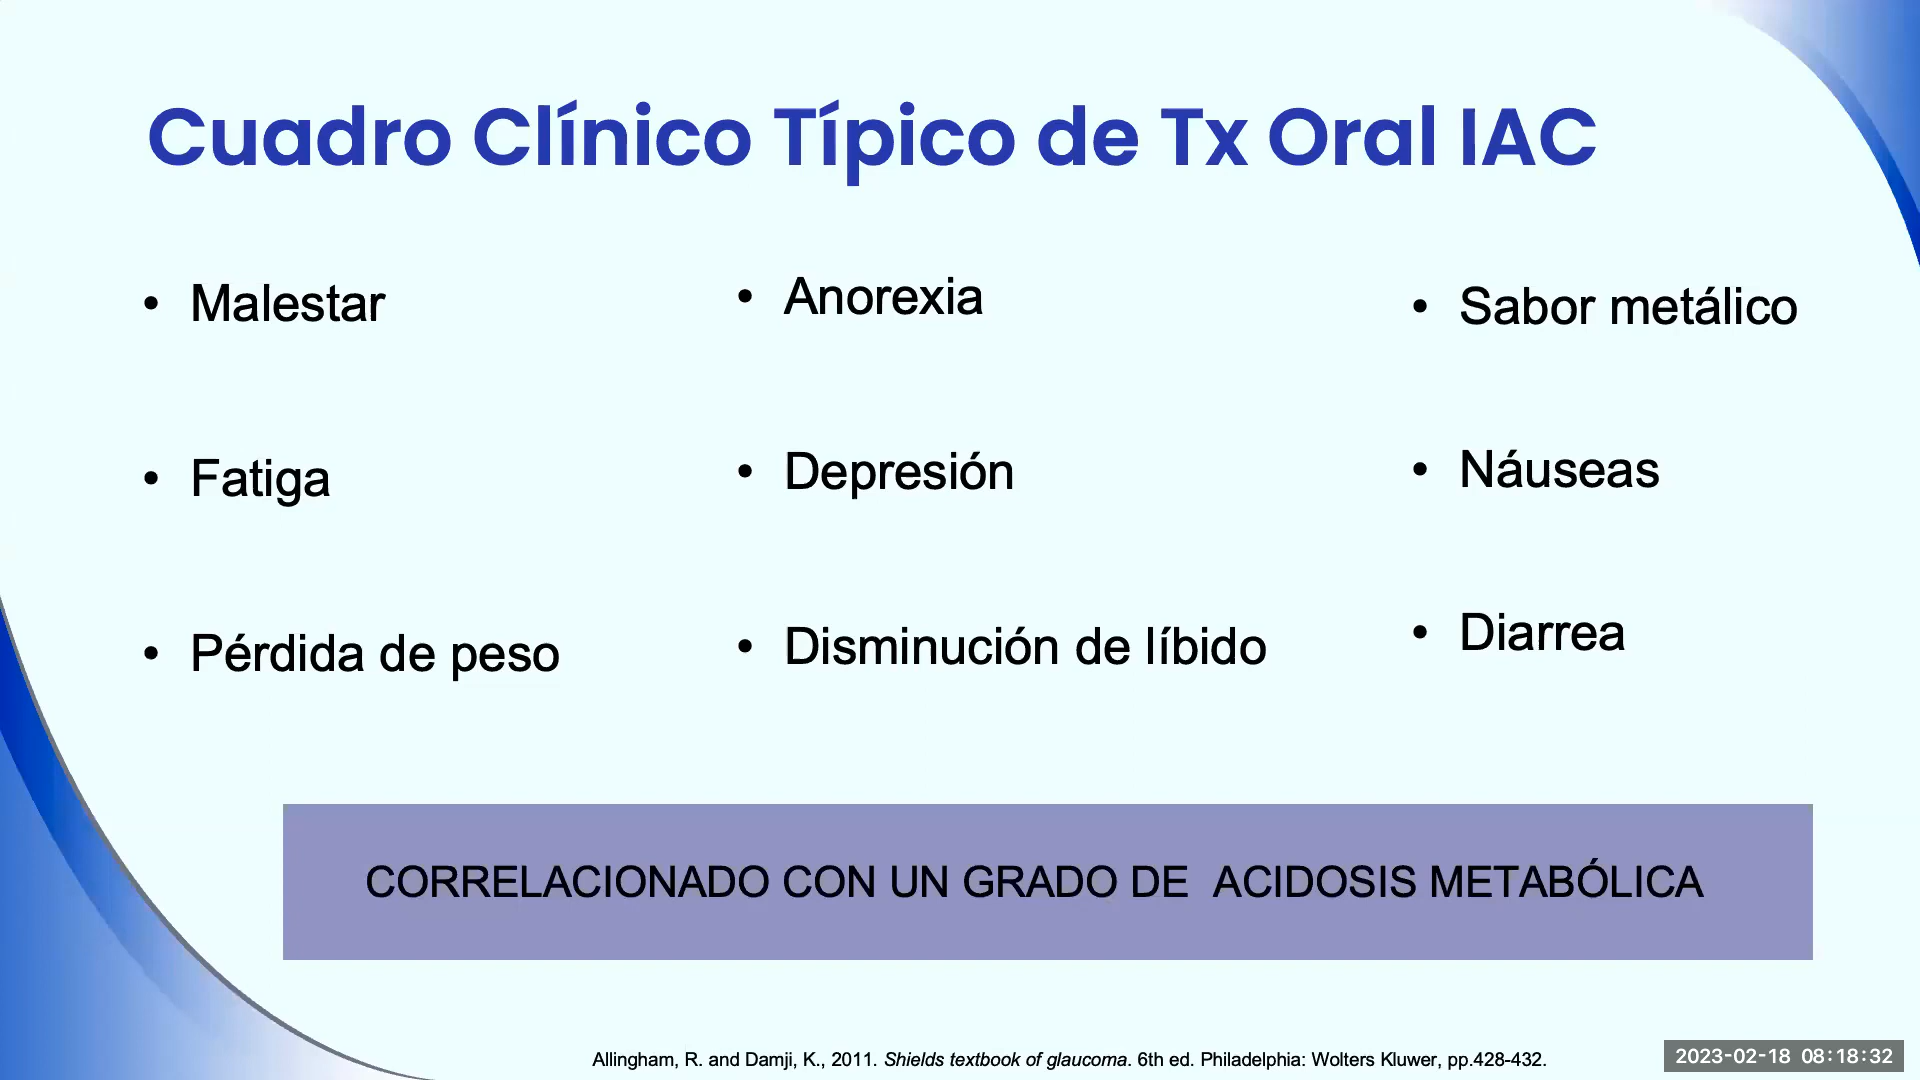 Cuadro Clínico Típico de Tx Oral IAC
• Malestar
• Fatiga
• Pérdida de peso
• Anorexia
• Depresión
• Disminución de líbido
• Sabor metálico
• Náuseas
• Diarrea
CORRELACIONADO CON UN GRADO DE  ACIDOSIS METABÓLICA
Allingham, R. and Damji, K., 2011. Shields textbook of glaucoma. 6th ed. Philadelphia: Wolters Kluwer, pp.428-432.
2023-02-18 08:18:32